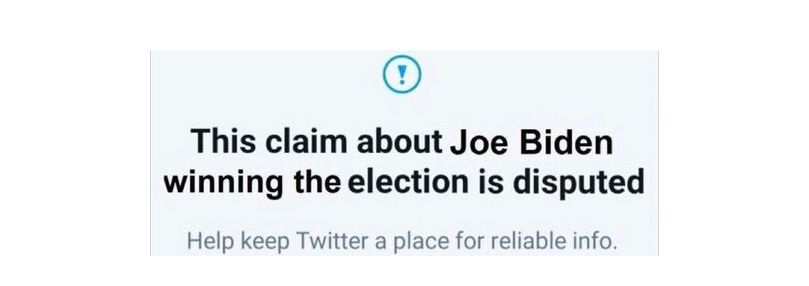 This claim about Joe Biden
winning the election is disputed
Help keep Twitter a place for reliable info.